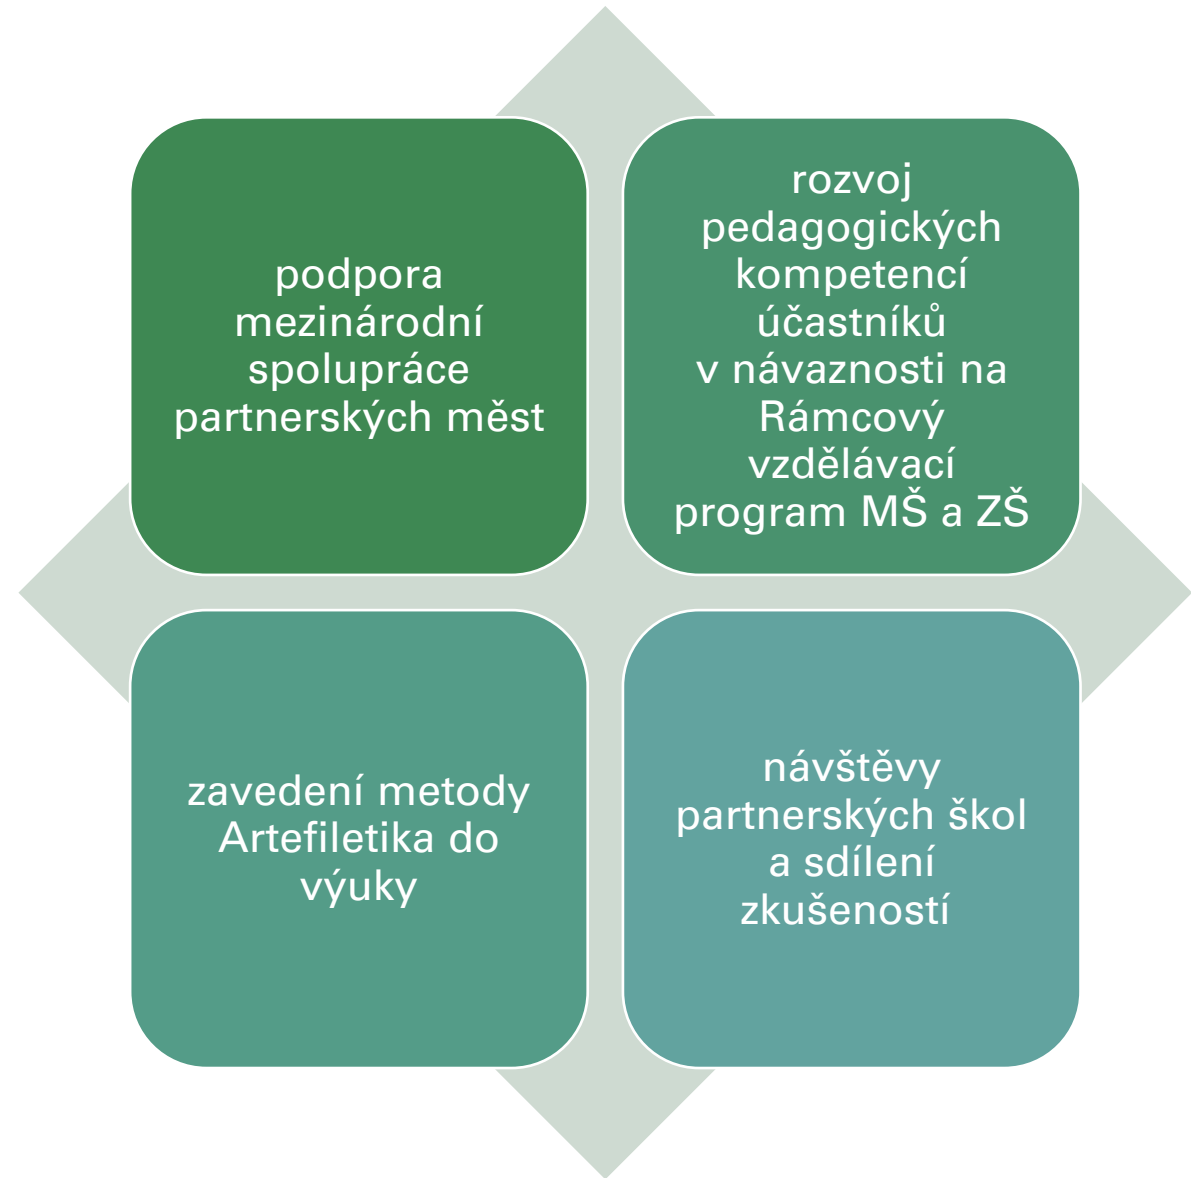 podpora
mezinárodní
spolupráce
partnerských měst
rozvoj
pedagogických
kompetencí
účastníků
v návaznosti na
Rámcový
vzdělávací
program MŠ a ZŠ
zavedení metody
Artefiletika do
výuky
návštěvy
partnerských škol
a sdílení
zkušeností